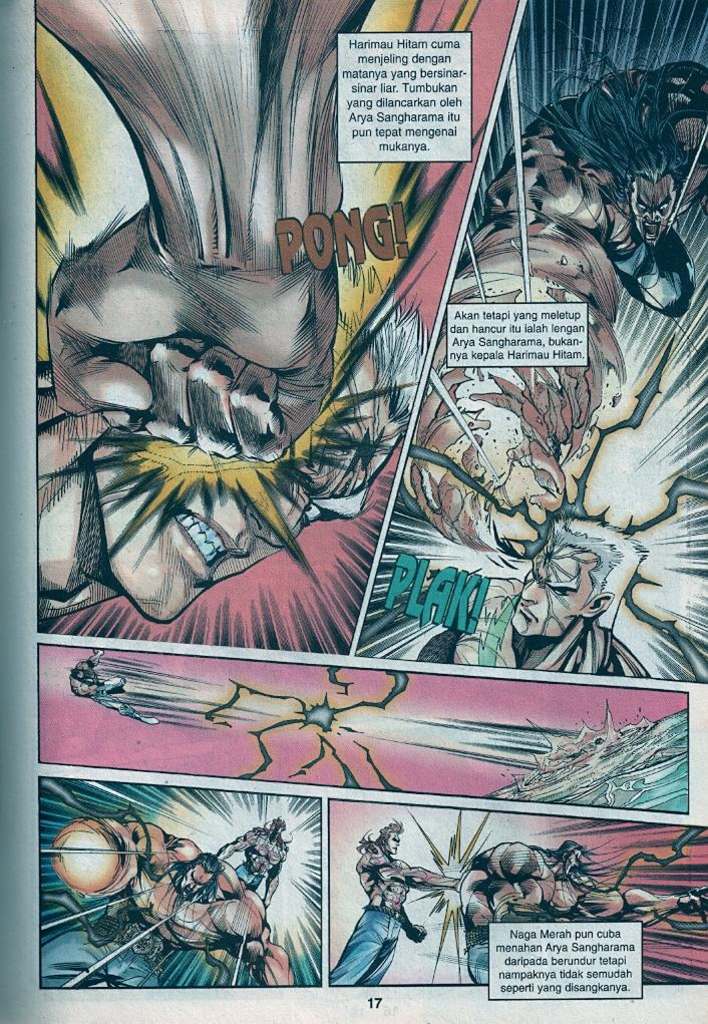 Harimau Hitam cuma
menjeling dengan
matanya yang bersinar-
sinar liar. Tumbukan
yang dilancarkan oleh
Arya Sangharama itu
pun tepat mengenai
mukanya.
PONG!
Akan tetapi yang meletup
dan hancur itu ialah lengan
Arya Sangharama, bukan-
nya kepala Harimau Hitam.
PLAK!
Naga Merah pun cuba
menahan Arya Sangharama
daripada berundur tetapi
nampaknya tidak semudah
seperti yang disangkanya.
17